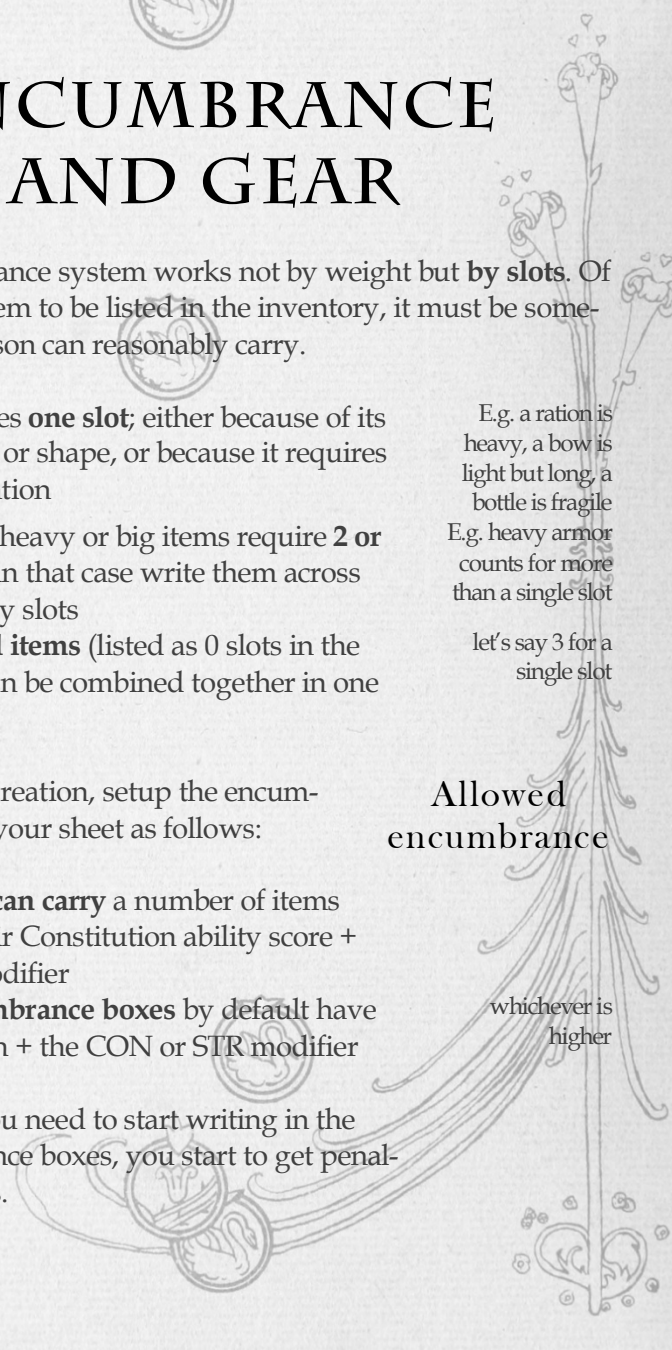 NCUMBRANCE
AND GEAR
ance system works not by weight but by slots. Of
em to be listed in the inventory, it must be some-
son can reasonably carry.
es one slot; either because of its
or shape, or because it requires
ition
E.g. a ration is
heavy, a bow is
light but long, a
bottle is fragile
heavy or big items require 2 or
in that case write them across
y slots
E.g. heavy armor
counts for more
than a single slot
l items (listed as 0 slots in the
n be combined together in one
let's say 3 for a
single slot
reation, setup the encum-
your sheet as follows:
Allowed
encumbrance
can carry a number of items
ir Constitution ability score +
odifier
mbrance boxes by default have
n + the CON or STR modifier
whichever is
higher
ou need to start writing in the
nce boxes, you start to get penal-
s.